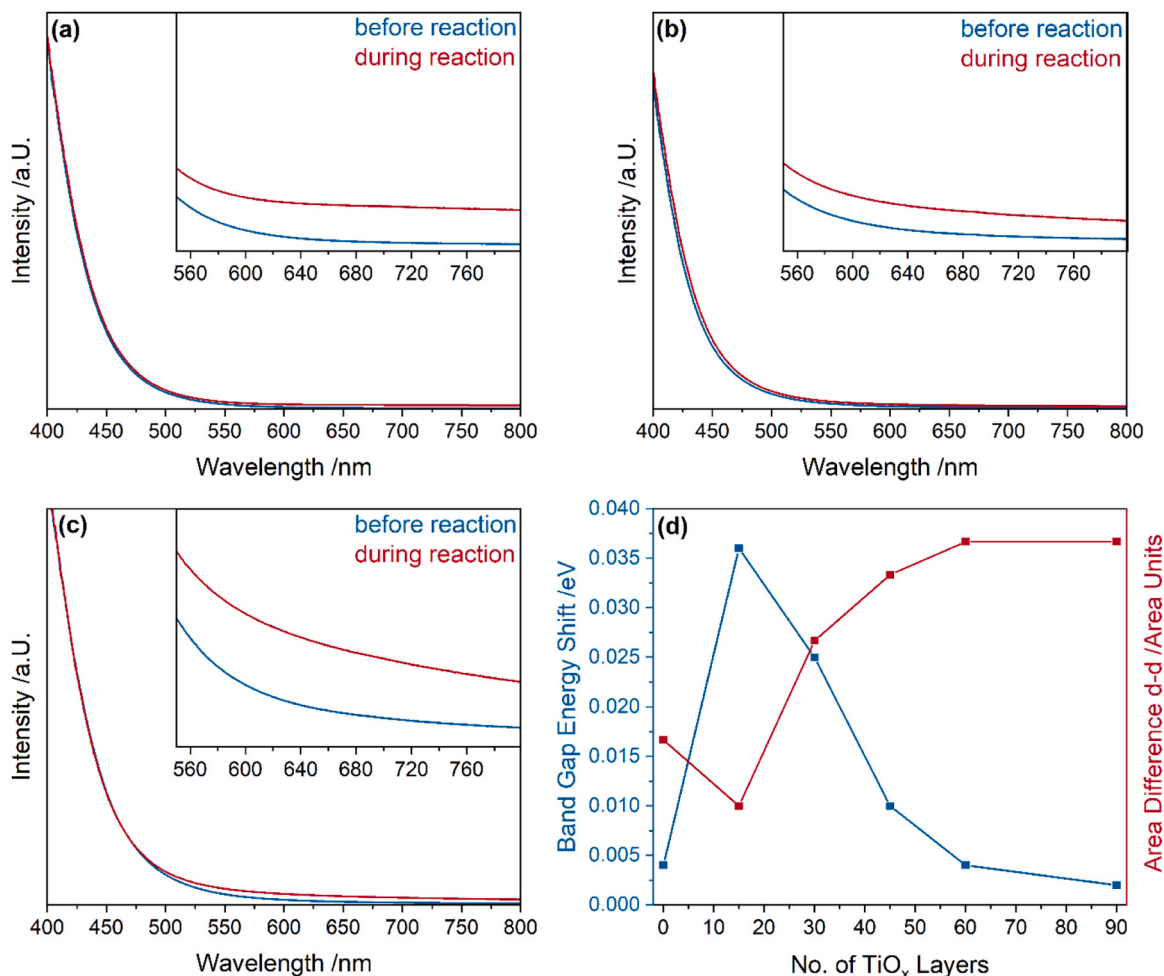 (a)
before reaction
during reaction
Intensity /a.U.
560 600 640 680 720 760
400 450 500 550 600 650 700 750 800
Wavelength /nm
(b)
before reaction
during reaction
Intensity /a.U.
560 600 640 680 720 760
400 450 500 550 600 650 700 750 800
Wavelength /nm
(c)
before reaction
during reaction
Intensity /a.U.
560 600 640 680 720 760
400 450 500 550 600 650 700 750 800
Wavelength /nm
(d)
Band Gap Energy Shift /eV
0.040
0.035
0.030
0.025
0.020
0.015
0.010
0.005
0.000
Area Difference d-d /Area Units
0 10 20 30 40 50 60 70 80 90
No. of TiOₓ Layers